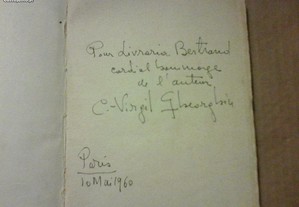 Pour Livraria Bertrand
cordial hommage
de l'auteur
C. Virgil Gheorghiu
Paris
10 Mai 1960